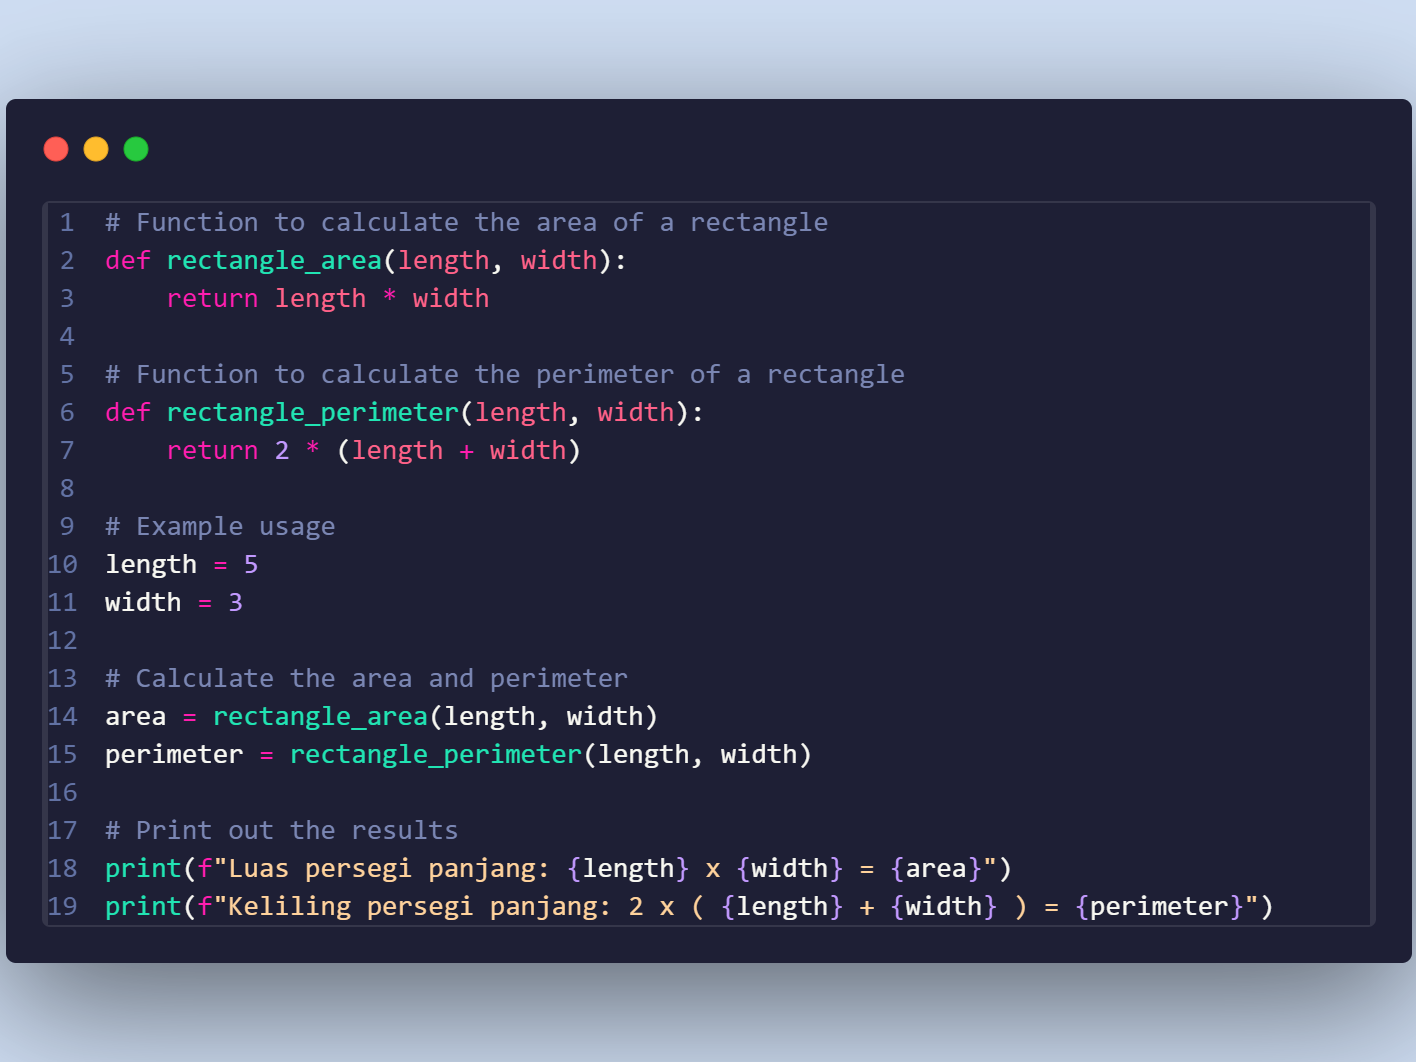 1 # Function to calculate the area of a rectangle
2 def rectangle_area(length, width):
3     return length * width
4
5 # Function to calculate the perimeter of a rectangle
6 def rectangle_perimeter(length, width):
7     return 2 * (length + width)
8
9 # Example usage
10 length = 5
11 width = 3
12
13 # Calculate the area and perimeter
14 area = rectangle_area(length, width)
15 perimeter = rectangle_perimeter(length, width)
16
17 # Print out the results
18 print(f"Luas persegi panjang: {length} x {width} = {area}")
19 print(f"Keliling persegi panjang: 2 x ( {length} + {width} ) = {perimeter}")